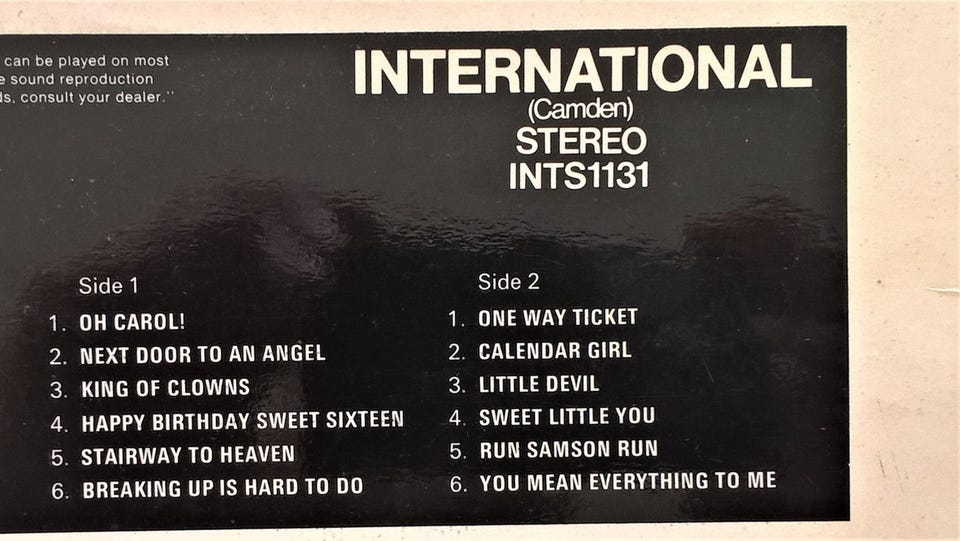 can be played on most
e sound reproduction
ds, consult your dealer."
INTERNATIONAL
(Camden)
STEREO
INTS1131
Side 1
1. OH CAROL!
2. NEXT DOOR TO AN ANGEL
3. KING OF CLOWNS
4. HAPPY BIRTHDAY SWEET SIXTEEN
5. STAIRWAY TO HEAVEN
6. BREAKING UP IS HARD TO DO
Side 2
1. ONE WAY TICKET
2. CALENDAR GIRL
3. LITTLE DEVIL
4. SWEET LITTLE YOU
5. RUN SAMSON RUN
6. YOU MEAN EVERYTHING TO ME